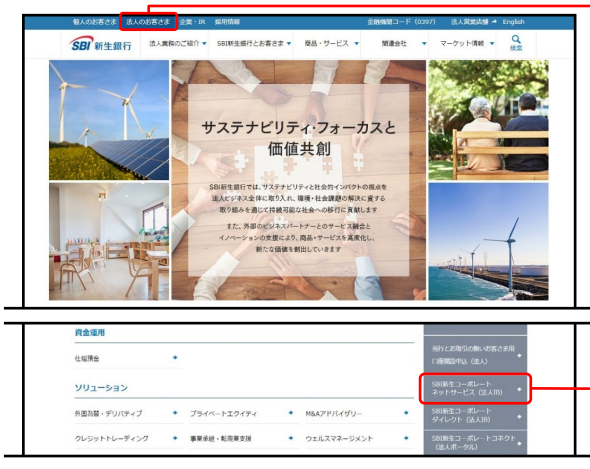 個人のお客さま 法人のお客さま 企業・IR 採用情報 金融機関コード（0397） 法人営業店舗 English
SBI 新生銀行 法人業務のご紹介 SBI新生銀行とお客さま 商品・サービス 関連会社 マーケット情報 検索
サステナビリティ・フォーカスと
価値共創
SBI新生銀行では、サステナビリティと社会的インパクトの視点を
法人ビジネス全体に取り入れ、環境・社会課題の解決に資する
取り組みを通じて持続可能な社会への移行に貢献します
また、外部のビジネスパートナーとのサービス融合と
イノベーションの支援により、商品・サービスを高度化し、
新たな価値を創出していきます
資金運用
仕組預金
ソリューション
外国為替・デリバティブ プライベートエクイティ M&Aアドバイザリー
クレジットトレーディング 事業承継・転廃業支援 ウェルスマネージメント
当行とお取引の無いお客さま用
口座開設申込（法人）
SBI新生コーポレート
ネットサービス（法人IB）
SBI新生コーポレート
ダイレクト（法人IB）
SBI新生コーポレートコネクト
（法人ポータル）